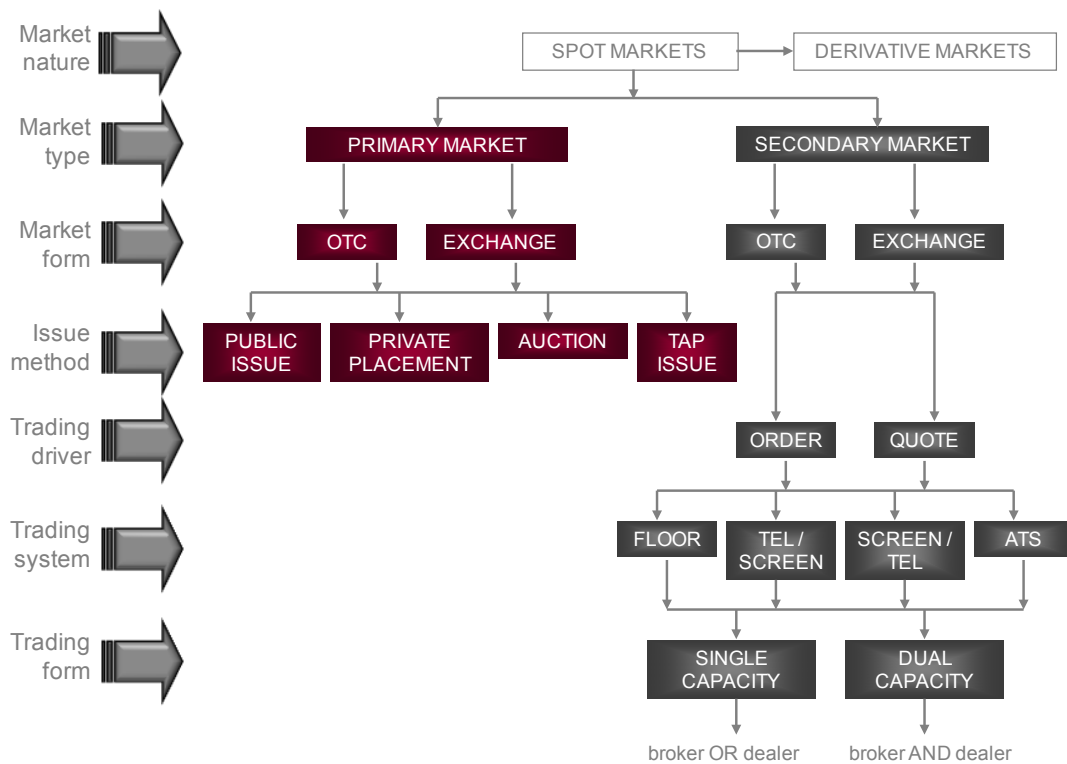 Market
nature
SPOT MARKETS
DERIVATIVE MARKETS
Market
type
PRIMARY MARKET
SECONDARY MARKET
Market
form
OTC
EXCHANGE
OTC
EXCHANGE
Issue
method
PUBLIC
ISSUE
PRIVATE
PLACEMENT
AUCTION
TAP
ISSUE
Trading
driver
ORDER
QUOTE
Trading
system
FLOOR
TEL /
SCREEN
SCREEN /
TEL
ATS
Trading
form
SINGLE
CAPACITY
DUAL
CAPACITY
broker OR dealer
broker AND dealer